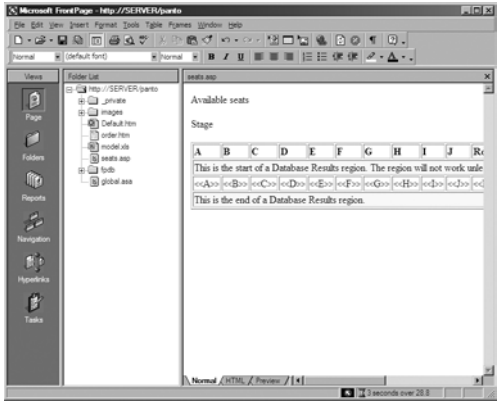 Microsoft FrontPage - http://SERVER/panto
File Edit View Insert Format Tools Table Frames Window Help
Normal (default font) Normal B I U
Views Folder List seats.asp
http://SERVER/panto
_private
images
Default.htm
order.htm
model.xls
seats.asp
fpdb
global.asa
Page
Folders
Reports
Navigation
Hyperlinks
Tasks
Available seats
Stage
A B C D E F G H I J
This is the start of a Database Results region. The region will not work unle
<<A>> <<B>> <<C>> <<D>> <<E>> <<F>> <<G>> <<H>> <<I>> <<J>> <<
This is the end of a Database Results region.
Normal HTML Preview
3 seconds over 28.8